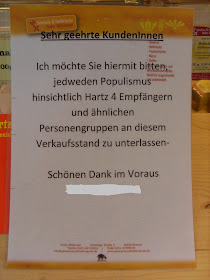 Sehr geehrte KundenInnen
Ich möchte Sie hiermit bitten,
jedweden Populismus
hinsichtlich Hartz 4 Empfängern
und ähnlichen
Personengruppen an diesem
Verkaufsstand zu unterlassen-
Schönen Dank im Voraus